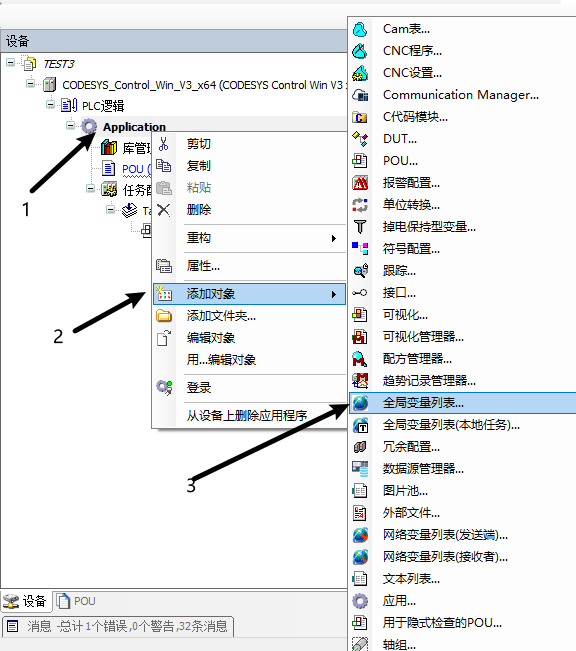 设备
TEST3
CODESYS_Control_Win_V3_x64 (CODESYS Control Win V3
PLC逻辑
Application
库管理
POU (
任务配
Ta
1
剪切
复制
粘贴
删除
重构
属性...
2
添加对象
添加文件夹...
编辑对象
用...编辑对象
登录
从设备上删除应用程序
3
Cam表...
CNC程序...
CNC设置...
Communication Manager...
C代码模块...
DUT...
POU...
报警配置...
单位转换...
掉电保持型变量...
符号配置...
跟踪...
接口...
可视化...
可视化管理器...
配方管理器...
趋势记录管理器...
全局变量列表...
全局变量列表(本地任务)...
冗余配置...
数据源管理器...
图片池...
外部文件...
网络变量列表(发送端)...
网络变量列表(接收者)...
文本列表...
应用...
用于隐式检查的POU...
轴组...
设备
POU
消息 -总计1个错误,0个警告,32条消息